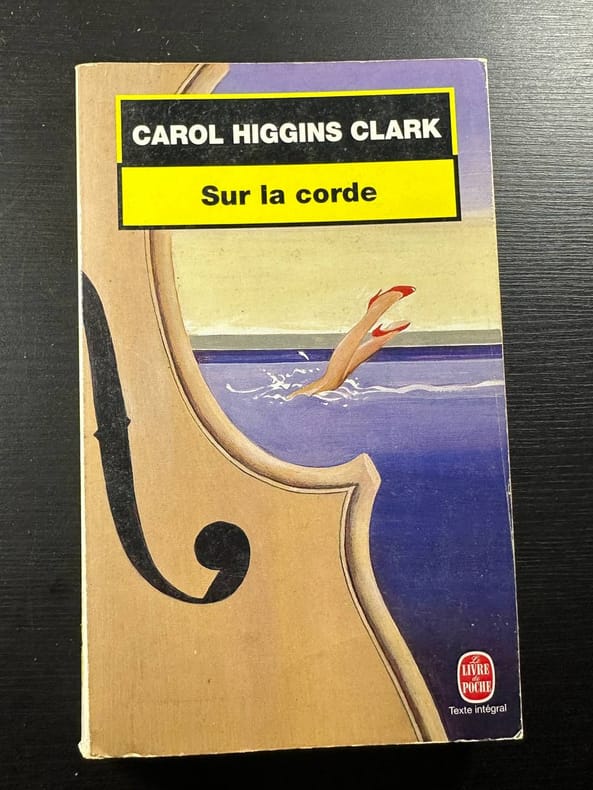 CAROL HIGGINS CLARK
Sur la corde
Le
LIVRE
de
POCHE
Texte intégral